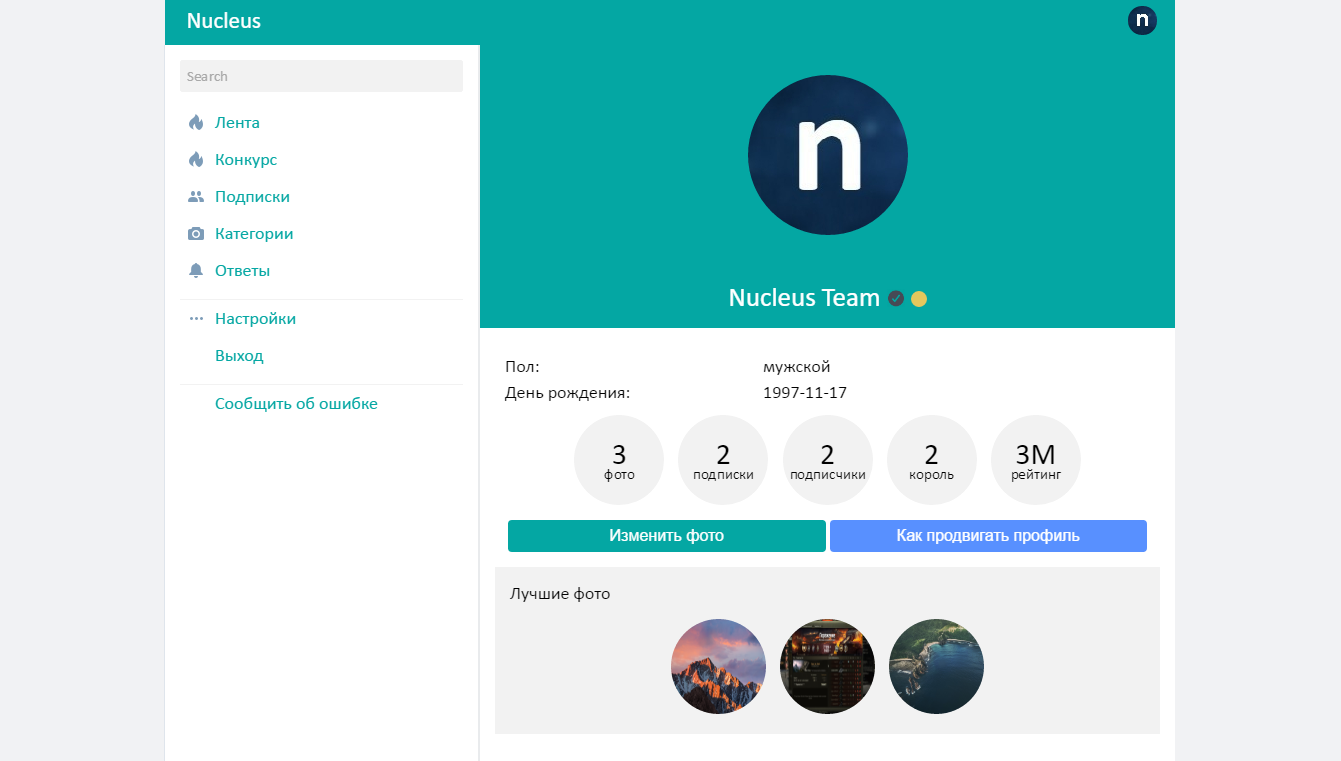 Nucleus
n
Search
Лента
Конкурс
Подписки
Категории
Ответы
Настройки
Выход
Сообщить об ошибке
n
Nucleus Team
Пол: мужской
День рождения: 1997-11-17
3 2 2 2 3M
фото подписки подписчики король рейтинг
Изменить фото Как продвигать профиль
Лучшие фото